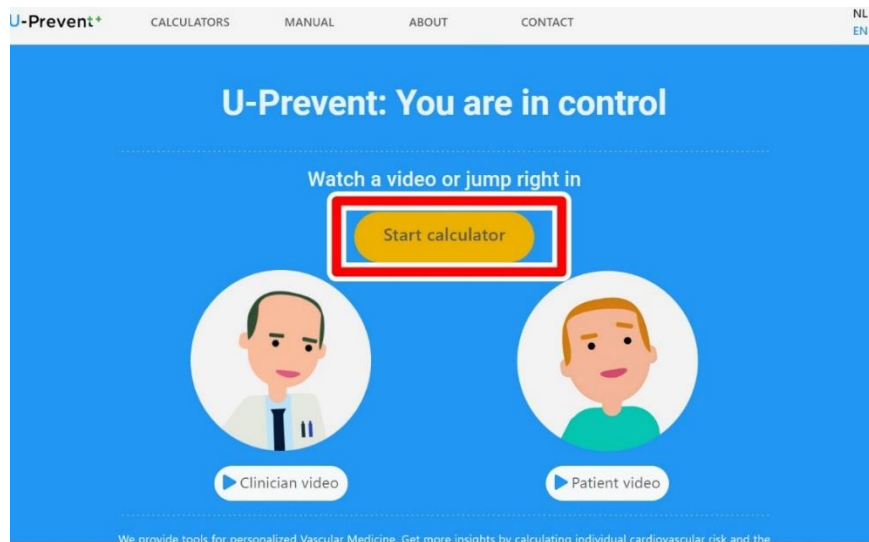 U-Prevent
CALCULATORS MANUAL ABOUT CONTACT
NL
EN
U-Prevent: You are in control
Watch a video or jump right in
Start calculator
Clinician video
Patient video
We provide tools for personalized Vascular Medicine. Get more insights by calculating individual cardiovascular risk and the